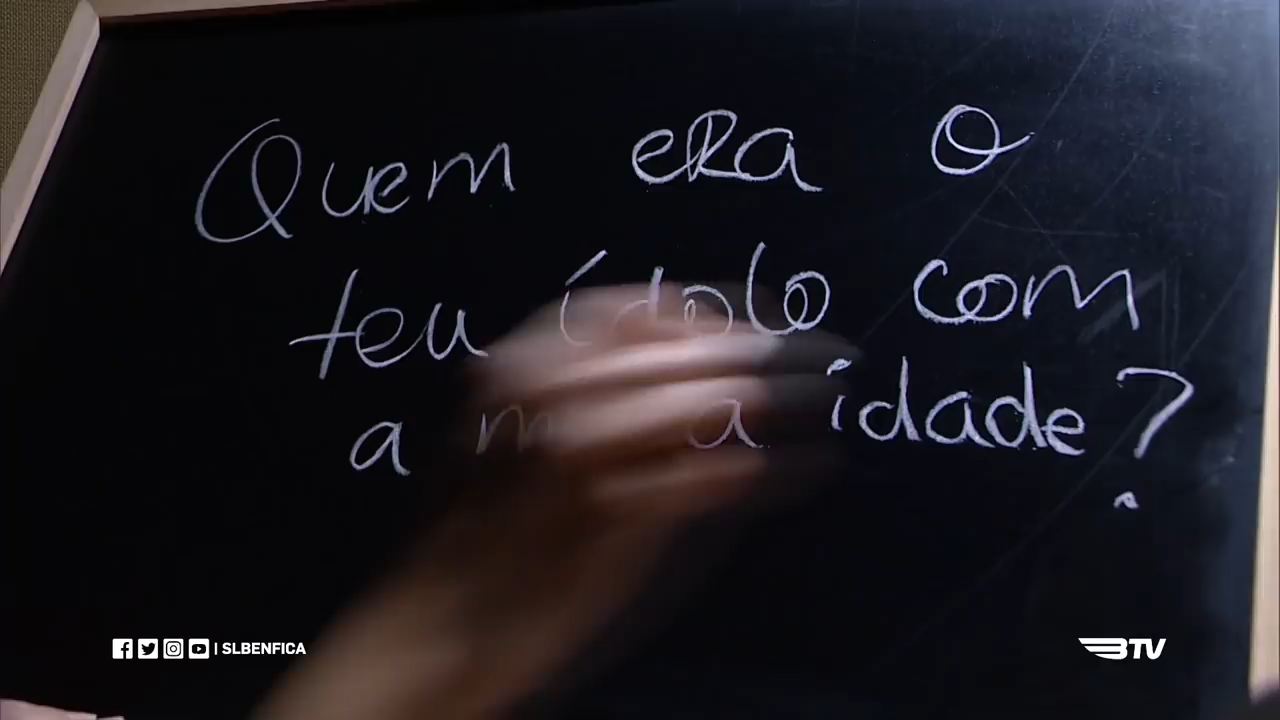 Quem era o
teu ídolo com
a idade?
| SLBENFICA
BTV